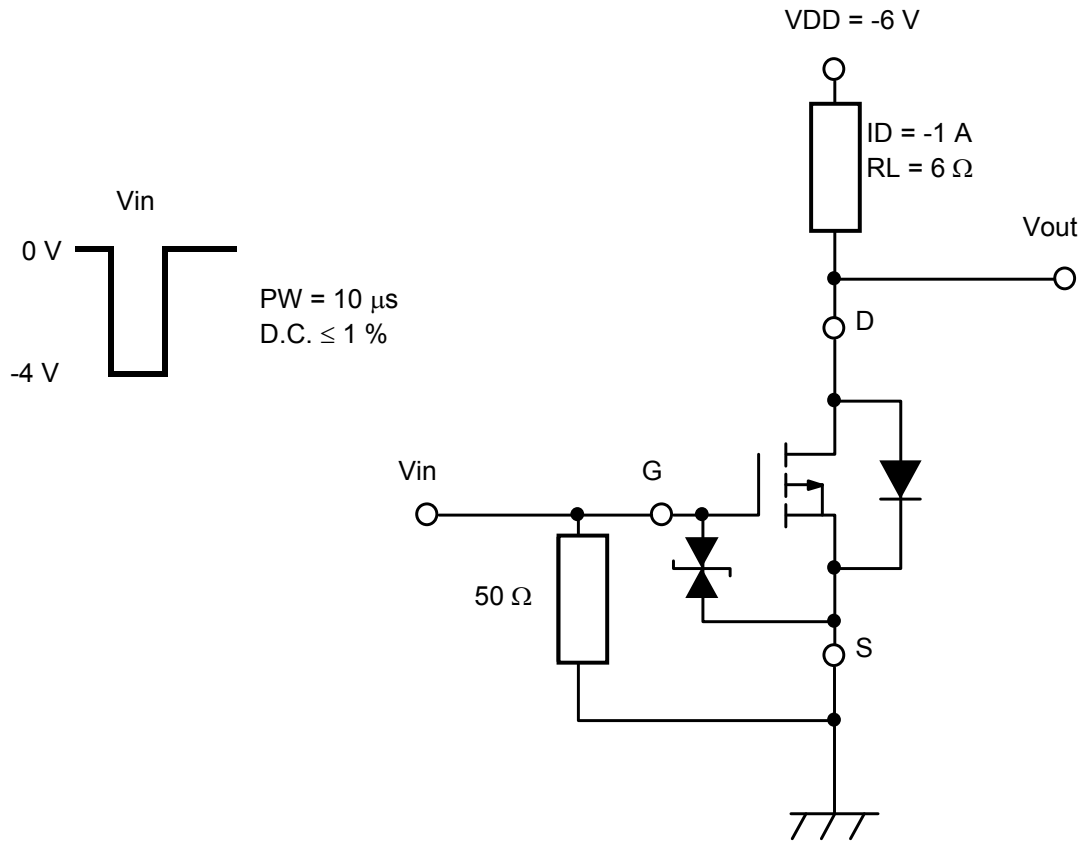 VDD = -6 V
ID = -1 A
RL = 6 Ω
Vin
Vout
0 V
PW = 10 μs
D.C. ≤ 1 %
D
-4 V
Vin
G
50 Ω
S